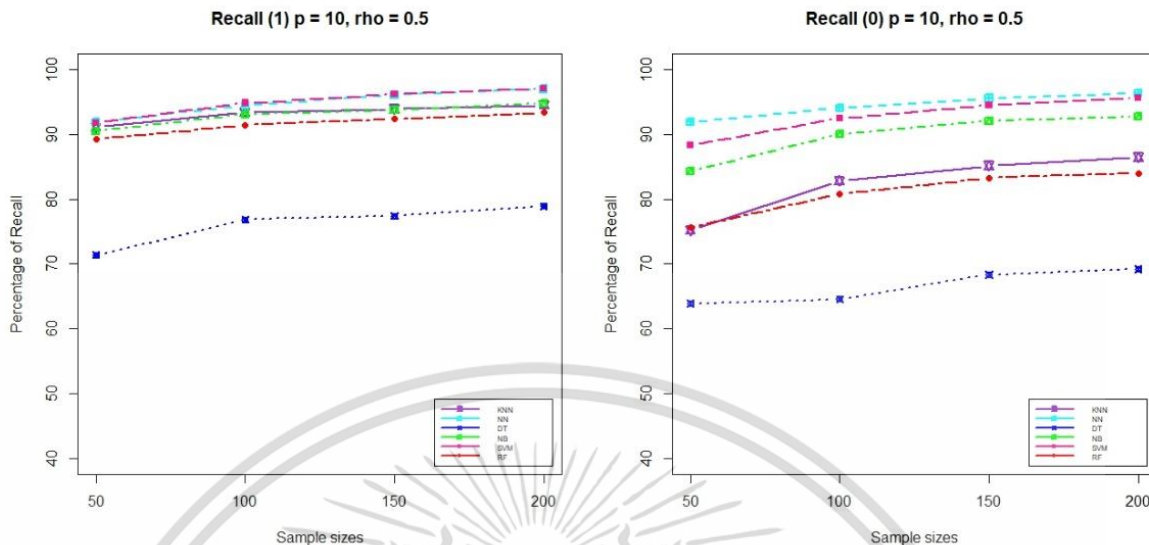 Recall (1) p = 10, rho = 0.5
Percentage of Recall
100
90
80
70
60
50
40
KNN
NN
DT
NB
SVM
RF
50 100 150 200
Sample sizes
Recall (0) p = 10, rho = 0.5
Percentage of Recall
100
90
80
70
60
50
40
KNN
NN
DT
NB
SVM
RF
50 100 150 200
Sample sizes